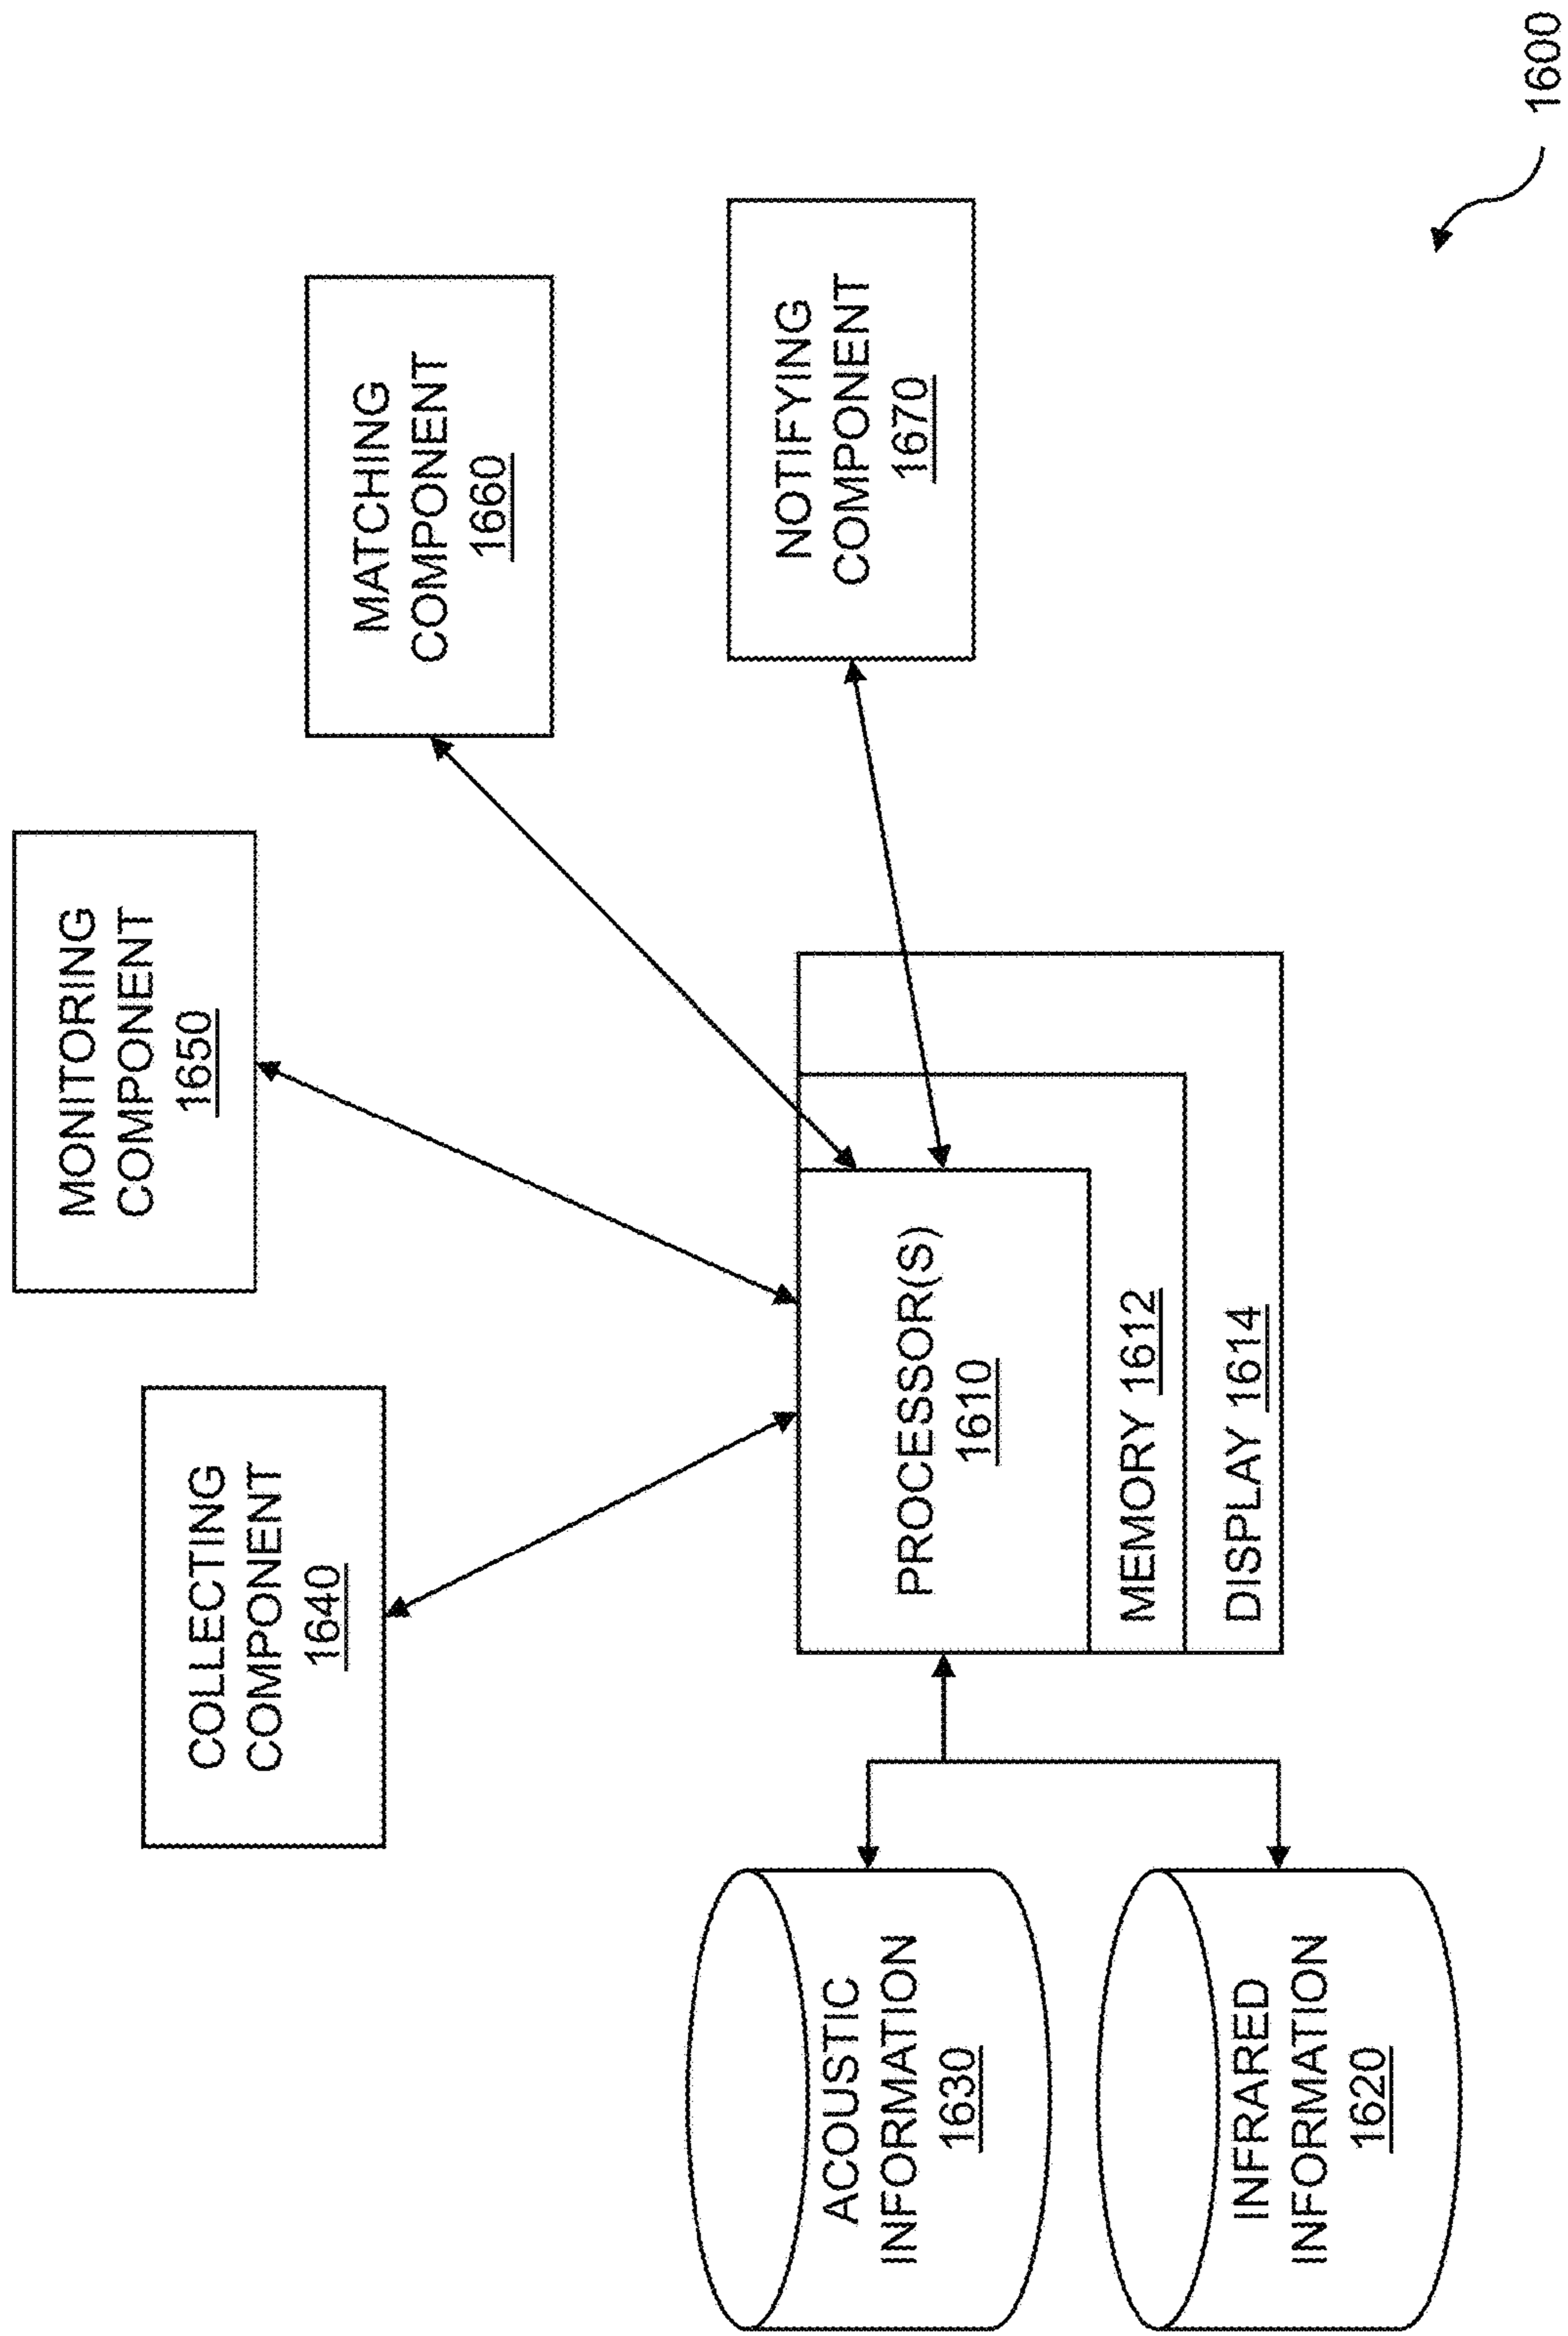 COLLECTING
COMPONENT
1640
MONITORING
COMPONENT
1650
MATCHING
COMPONENT
1660
NOTIFYING
COMPONENT
1670
PROCESSOR(S)
1610
MEMORY 1612
DISPLAY 1614
ACOUSTIC
INFORMATION
1630
INFRARED
INFORMATION
1620
1600